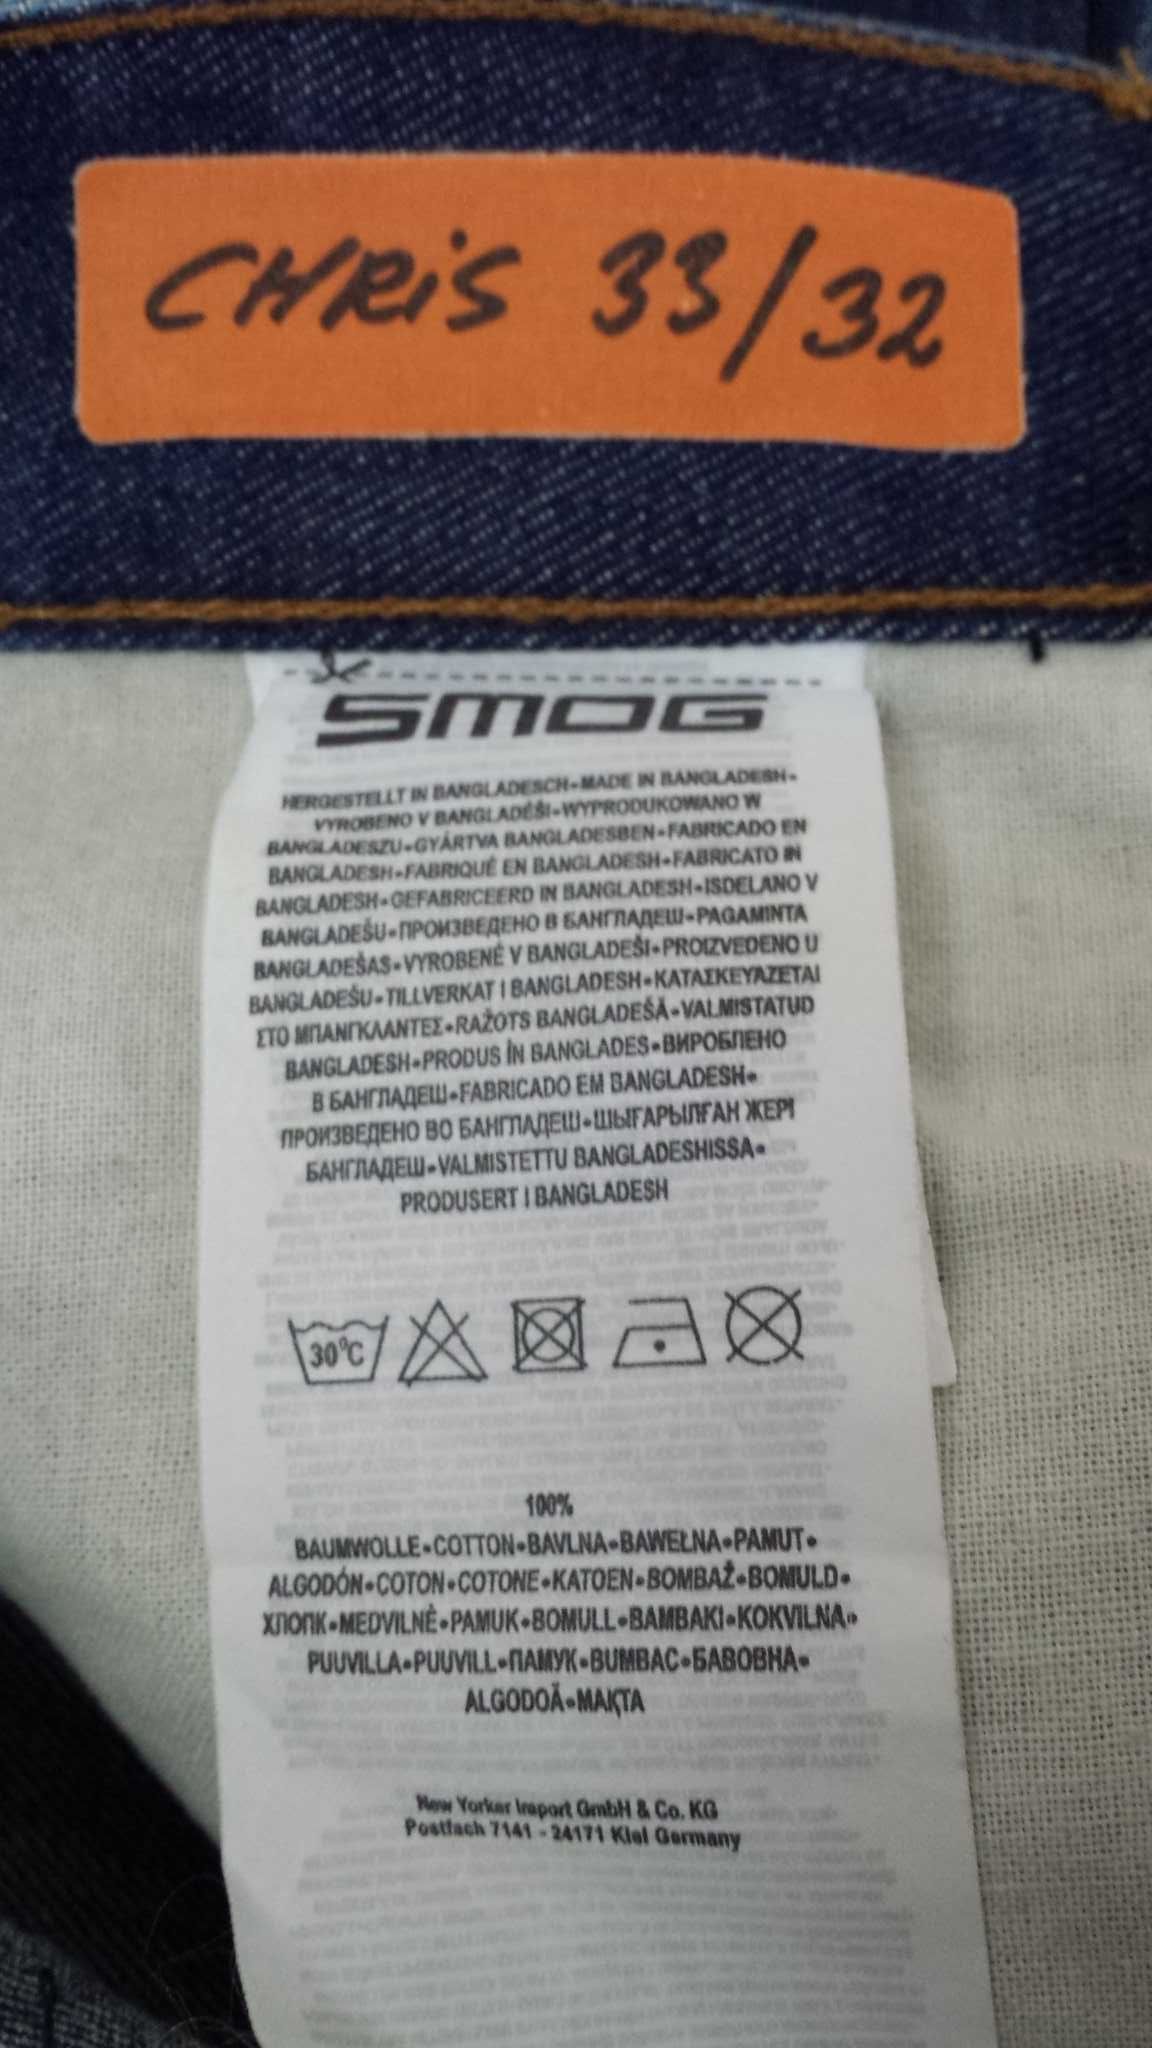 CHRiS 33/32
SMOG
HERGESTELLT IN BANGLADESCH•MADE IN BANGLADESH•
VYROBENO V BANGLADÉŠI•WYPRODUKOWANO W
BANGLADESZU•GYÁRTVA BANGLADESBEN•FABRICADO EN
BANGLADESH•FABRIQUÉ EN BANGLADESH•FABRICATO IN
BANGLADESH•GEFABRICEERD IN BANGLADESH•ISDELANO V
BANGLADEŠU•ПРОИЗВЕДЕНО В БАНГЛАДЕШ•PAGAMINTA
BANGLADEŠAS•VYROBENÉ V BANGLADEŠI•PROIZVEDENO U
BANGLADEŠU•TILLVERKAT I BANGLADESH•ΚΑΤΑΣΚΕΥΑΖΕΤΑΙ
ΣΤΟ ΜΠΑΝΓΚΛΑΝΤΕΣ•RAŽOTS BANGLADEŠĀ•VALMISTATUD
BANGLADESH•PRODUS ÎN BANGLADES•ВИРОБЛЕНО
В БАНГЛАДЕШ•FABRICADO EM BANGLADESH•
ПРОИЗВЕДЕНО ВО БАНГЛАДЕШ•ШЫҒАРЫЛҒАН ЖЕРІ
БАНГЛАДЕШ•VALMISTETTU BANGLADESHISSA•
PRODUSERT I BANGLADESH
30°C
100%
BAUMWOLLE•COTTON•BAVLNA•BAWEŁNA•PAMUT•
ALGODÓN•COTON•COTONE•KATOEN•BOMBAŽ•BOMULD•
ХЛОПК•MEDVILNĖ•PAMUK•BOMULL•BAMBAKI•KOKVILNA•
PUUVILLA•PUUVILL•ПАМУК•BUMBAC•БАВОВНА•
ALGODOÃ•МАҚТА
New Yorker Import GmbH & Co. KG
Postfach 7141 - 24171 Kiel Germany